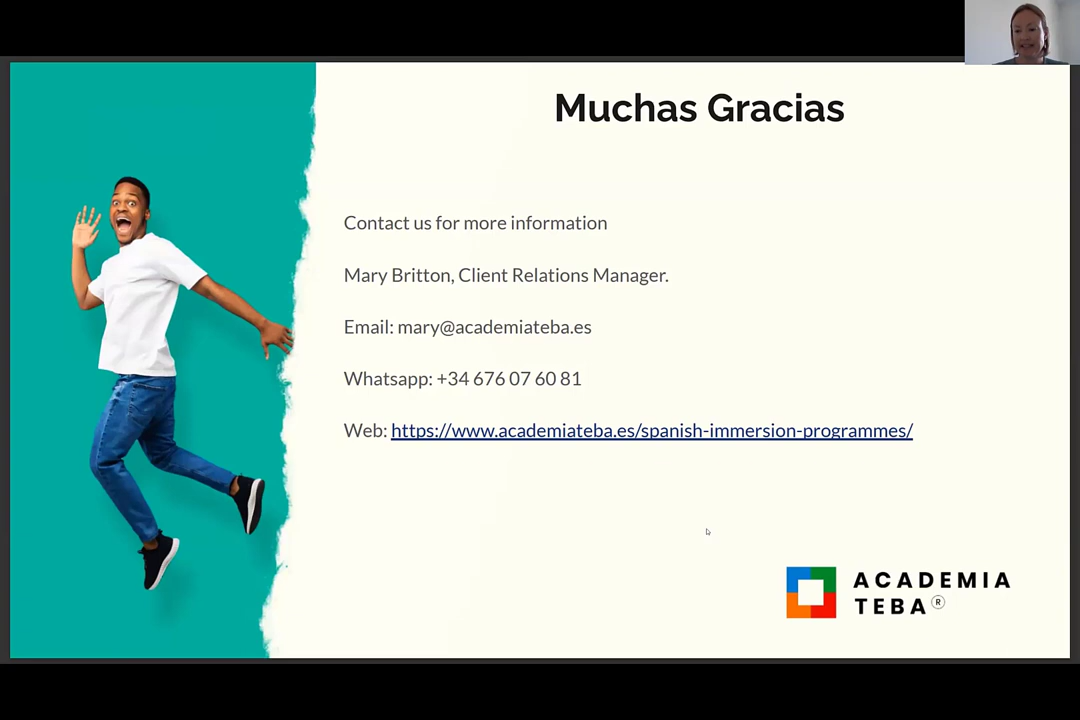 Muchas Gracias
Contact us for more information
Mary Britton, Client Relations Manager.
Email: mary@academiateba.es
Whatsapp: +34 676 07 60 81
Web: https://www.academiateba.es/spanish-immersion-programmes/
ACADEMIA
TEBA®